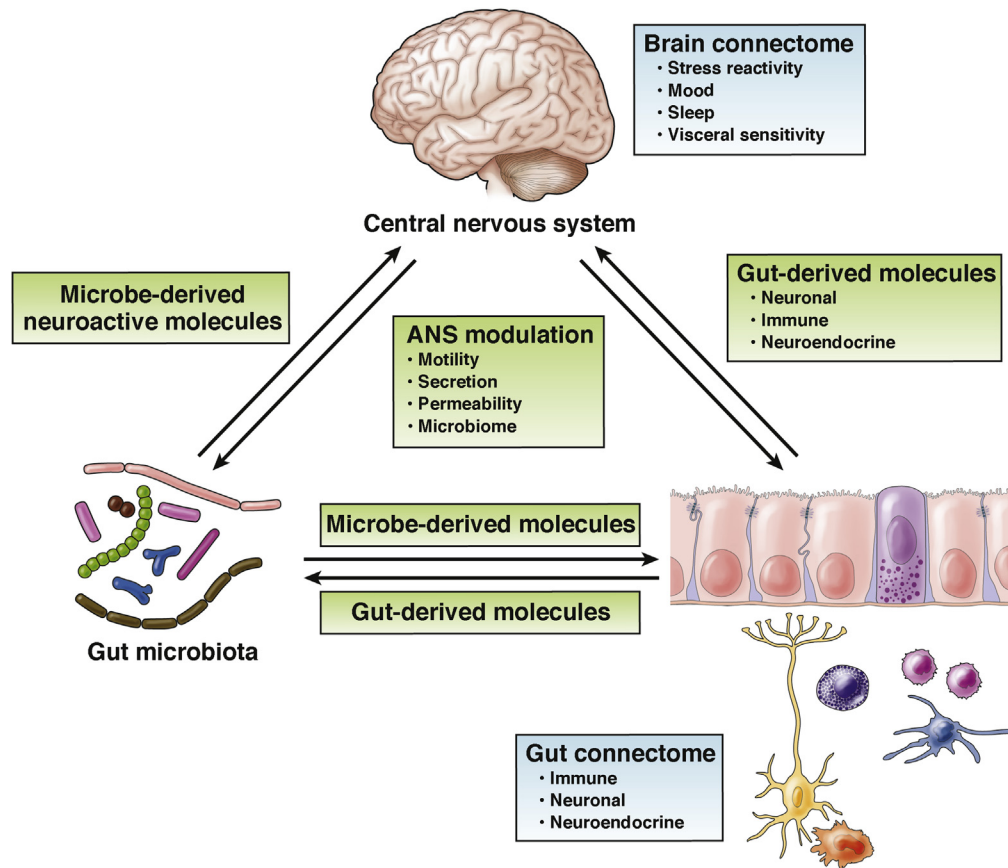 Brain connectome
• Stress reactivity
• Mood
• Sleep
• Visceral sensitivity
Central nervous system
Microbe-derived
neuroactive molecules
ANS modulation
• Motility
• Secretion
• Permeability
• Microbiome
Gut-derived molecules
• Neuronal
• Immune
• Neuroendocrine
Microbe-derived molecules
Gut-derived molecules
Gut microbiota
Gut connectome
• Immune
• Neuronal
• Neuroendocrine